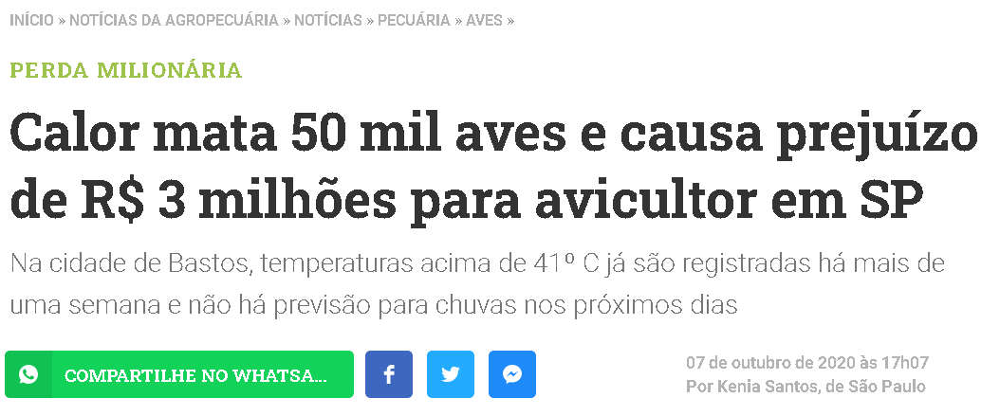 INÍCIO » NOTÍCIAS DA AGROPECUÁRIA » NOTÍCIAS » PECUÁRIA » AVES »
PERDA MILIONÁRIA
Calor mata 50 mil aves e causa prejuízo
de R$ 3 milhões para avicultor em SP
Na cidade de Bastos, temperaturas acima de 41º C já são registradas há mais de
uma semana e não há previsão para chuvas nos próximos dias
COMPARTILHE NO WHATSA...
07 de outubro de 2020 às 17h07
Por Kenia Santos, de São Paulo